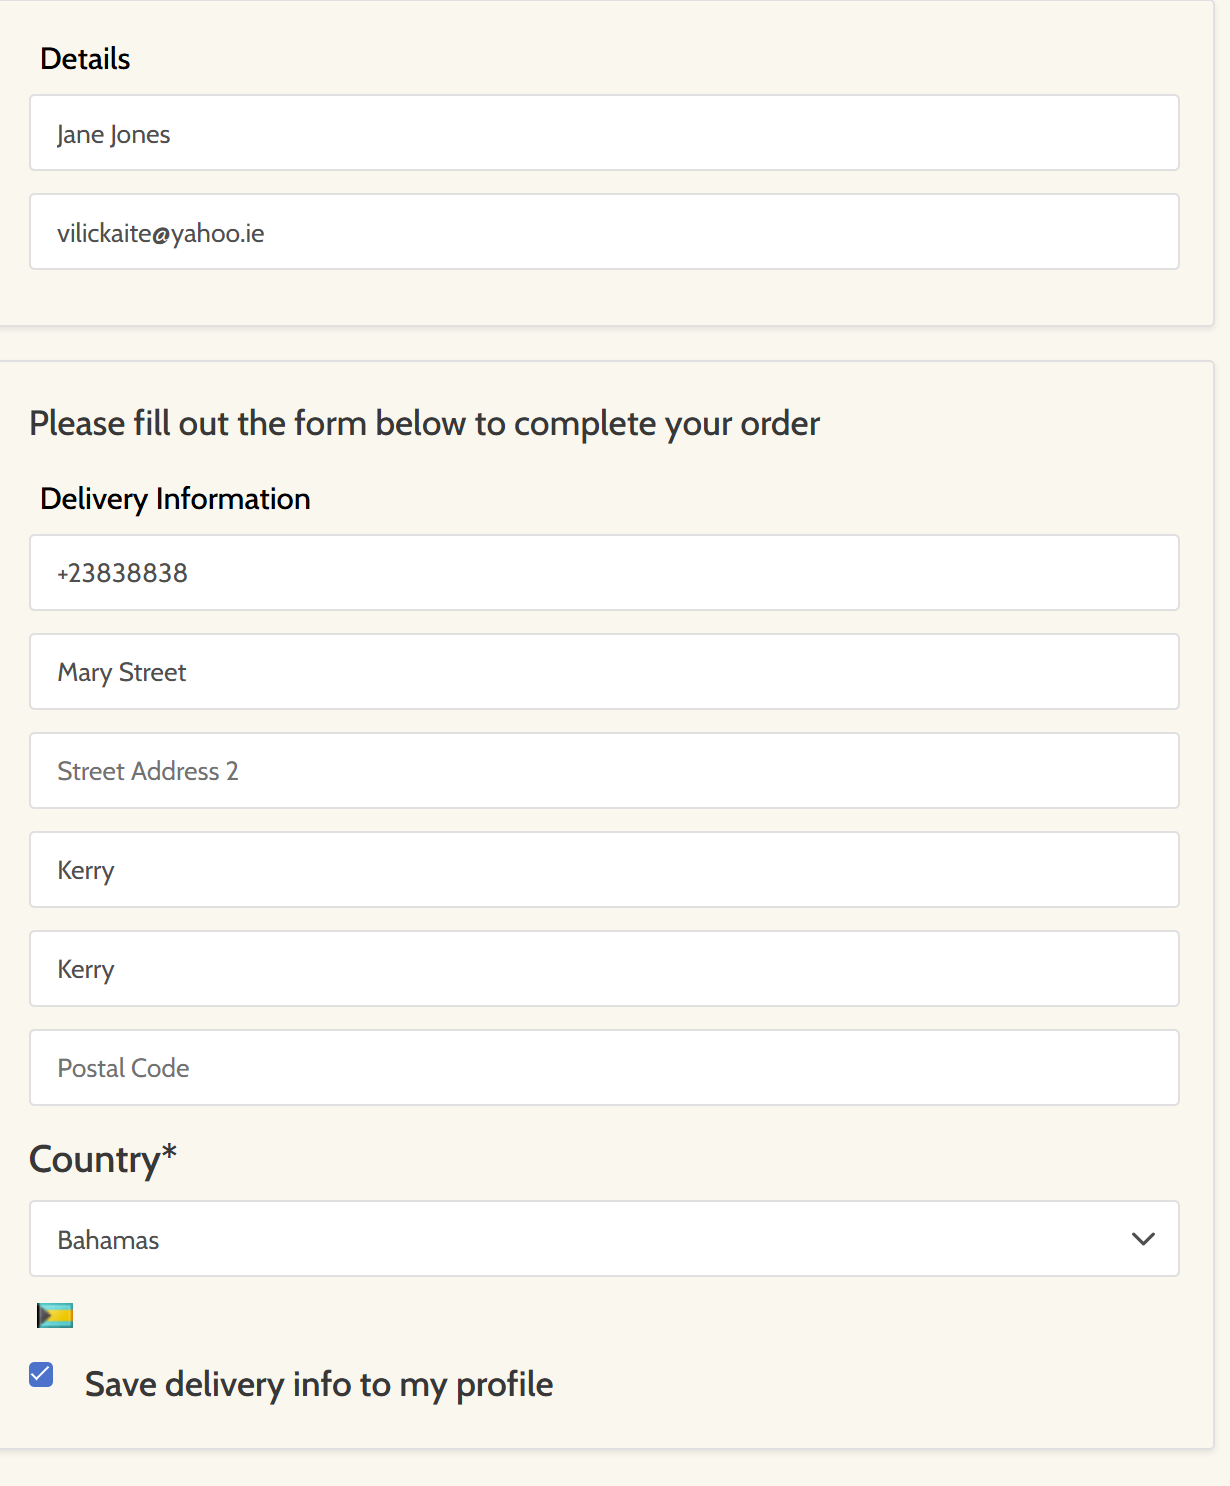 Details
Jane Jones
vilickaite@yahoo.ie
Please fill out the form below to complete your order
Delivery Information
+23838838
Mary Street
Street Address 2
Kerry
Kerry
Postal Code
Country*
Bahamas
Save delivery info to my profile